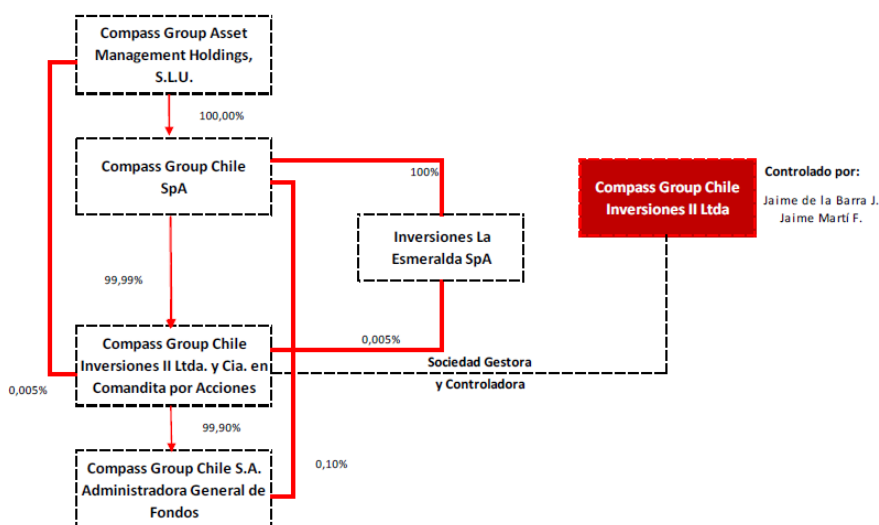 Compass Group Asset
Management Holdings,
S.L.U.
100,00%
Compass Group Chile
SpA
100%
Compass Group Chile
Inversiones II Ltda
Controlado por:
Jaime de la Barra J.
Jaime Martí F.
Inversiones La
Esmeralda SpA
99,99%
Compass Group Chile
Inversiones II Ltda. y Cia. en
Comandita por Acciones
0,005%
Sociedad Gestora
y Controladora
0,005%
99,90%
Compass Group Chile S.A.
Administradora General de
Fondos
0,10%